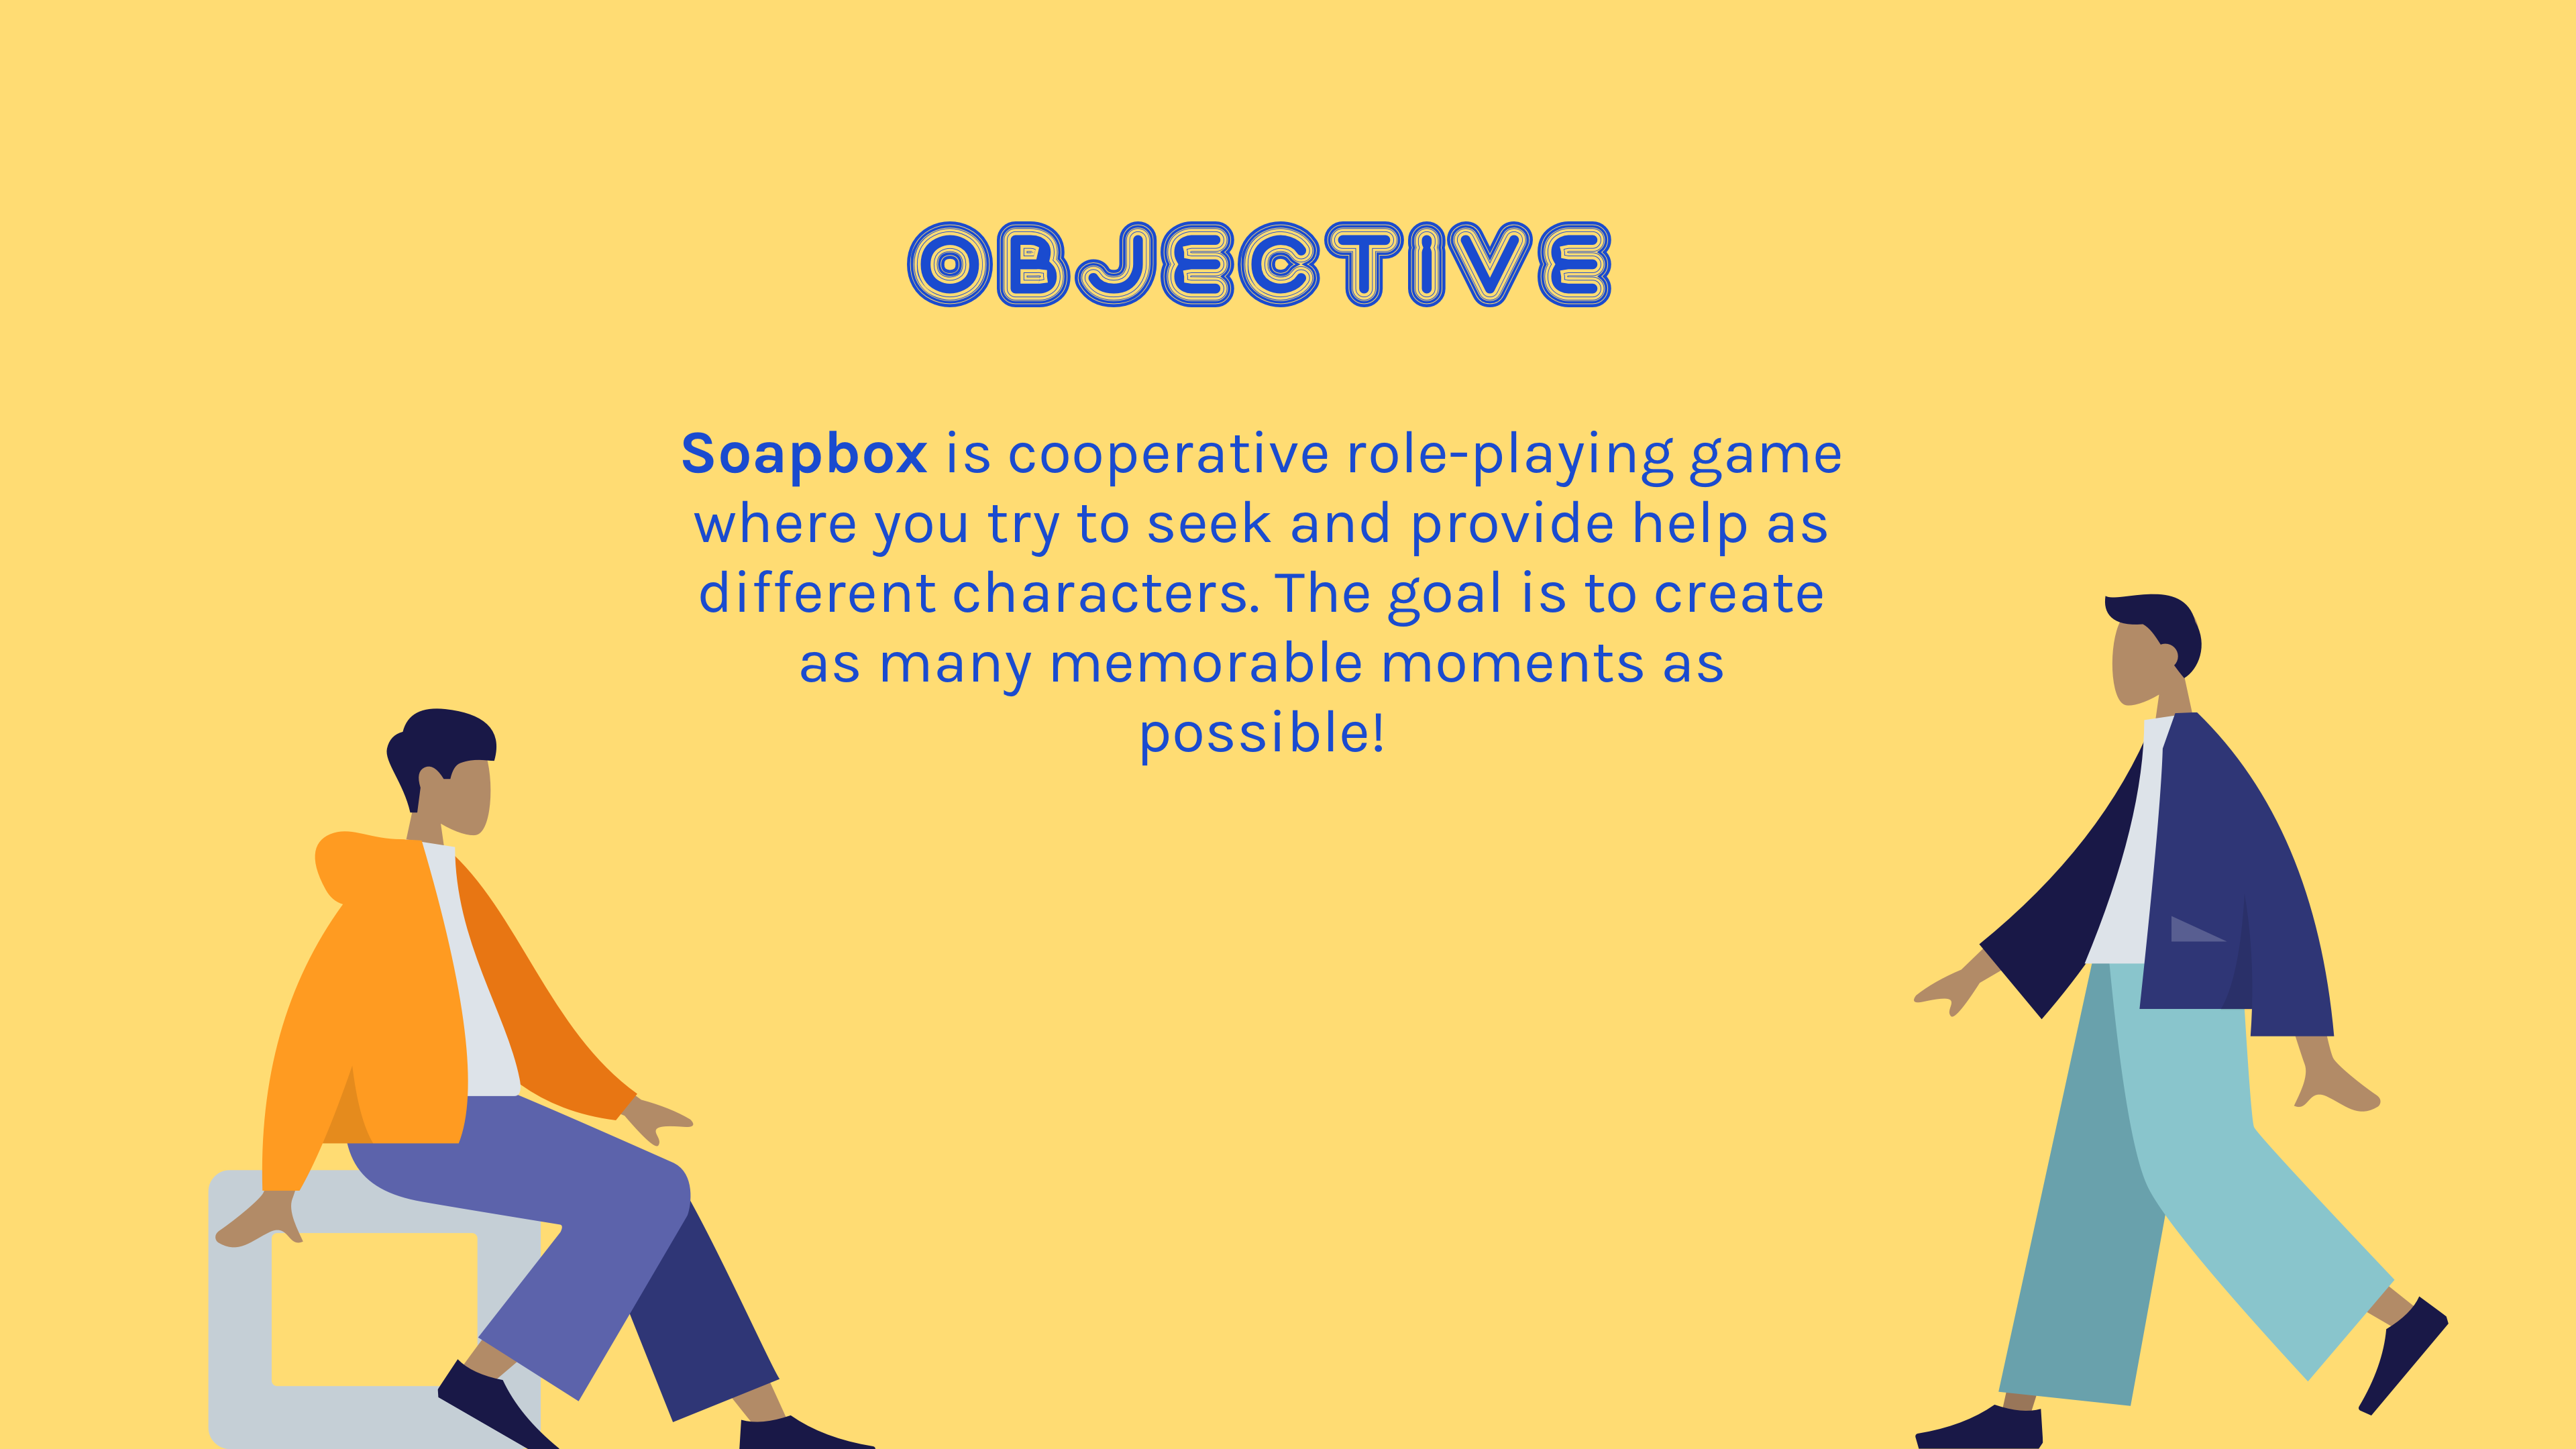 OBJECTIVE
Soapbox is cooperative role-playing game
where you try to seek and provide help as
different characters. The goal is to create
as many memorable moments as
possible!